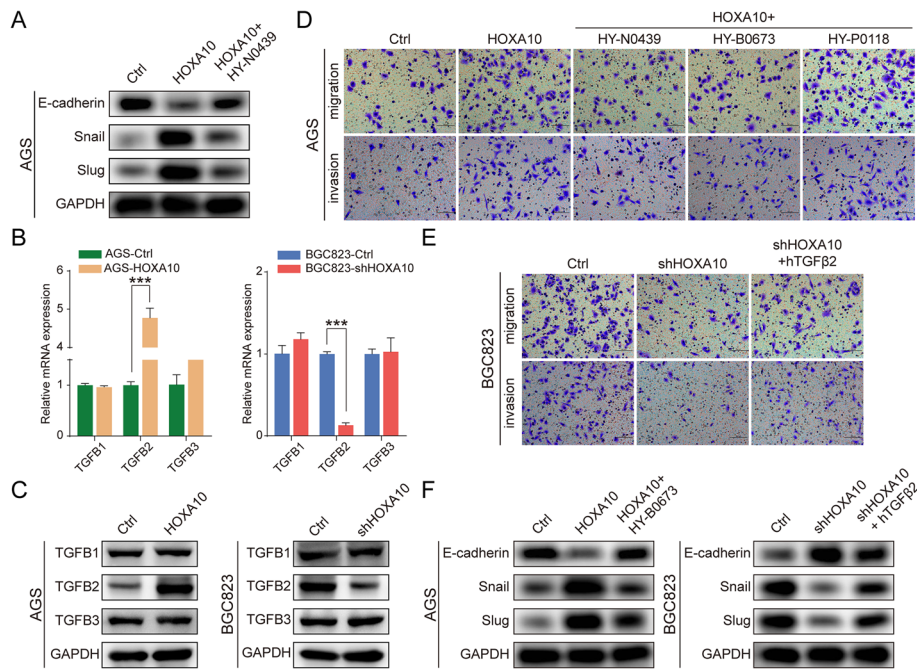 A
Ctrl
HOXA10
HOXA10+
HY-N0439
E-cadherin
Snail
Slug
GAPDH
AGS
D
HOXA10+
Ctrl
HOXA10
HY-N0439
HY-B0673
HY-P0118
migration
invasion
AGS
B
AGS-Ctrl
AGS-HOXA10
***
Relative mRNA expression
6
5
4
1
0
TGFB1
TGFB2
TGFB3
BGC823-Ctrl
BGC823-shHOXA10
***
Relative mRNA expression
2
1
0
TGFB1
TGFB2
TGFB3
E
Ctrl
shHOXA10
shHOXA10
+hTGFβ2
migration
invasion
BGC823
C
Ctrl
HOXA10
TGFB1
TGFB2
TGFB3
GAPDH
AGS
Ctrl
shHOXA10
TGFB1
TGFB2
TGFB3
GAPDH
BGC823
F
Ctrl
HOXA10
HOXA10+
HY-B0673
E-cadherin
Snail
Slug
GAPDH
AGS
Ctrl
shHOXA10
shHOXA10
+hTGFβ2
E-cadherin
Snail
Slug
GAPDH
BGC823